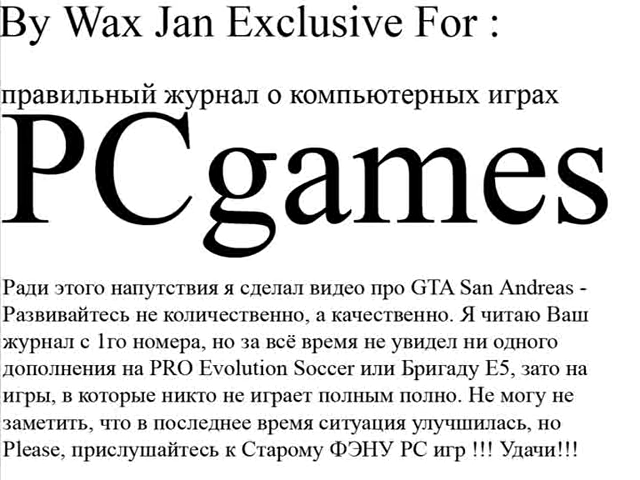 By Wax Jan Exclusive For :
правильный журнал о компьютерных играх
PCgames
Ради этого напутствия я сделал видео про GTA San Andreas -
Развивайтесь не количественно, а качественно. Я читаю Ваш
журнал с 1го номера, но за всё время не увидел ни одного
дополнения на PRO Evolution Soccer или Бригаду Е5, зато на
игры, в которые никто не играет полным полно. Не могу не
заметить, что в последнее время ситуация улучшилась, но
Please, прислушайтесь к Старому ФЭНУ PC игр !!! Удачи!!!